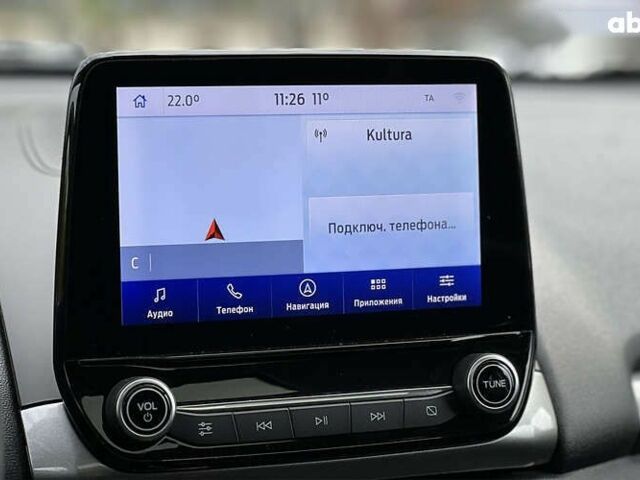 ab
22.0°
11:26 11°
TA
Kultura
Подключ. телефона...
С
Аудио
Телефон
Навигация
Приложения
Настройки
VOL
TUNE